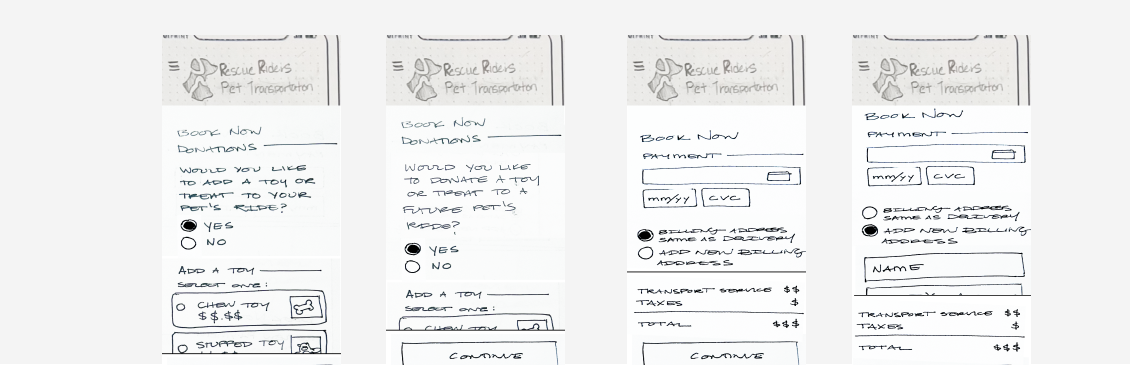 Rescue Riders
Pet Transportation
BOOK NOW
DONATIONS
WOULD YOU LIKE
TO ADD A TOY OR
TREAT TO YOUR
PET'S RIDE?
YES
NO
ADD A TOY
SELECT ONE:
CHEW TOY
$$.$$
STUFFED TOY
Rescue Riders
Pet Transportation
BOOK NOW
DONATIONS
WOULD YOU LIKE
TO DONATE A TOY
OR TREAT TO A
FUTURE PET'S
RIDE?
YES
NO
ADD A TOY
SELECT ONE:
CHEW TOY
CONTINUE
Rescue Riders
Pet Transportation
BOOK NOW
PAYMENT
mm/yy CVC
BILLING ADDRESS
SAME AS DELIVERY
ADD NEW BILLING
ADDRESS
TRANSPORT SERVICE $$
TAXES $
TOTAL $$$
CONTINUE
Rescue Riders
Pet Transportation
BOOK NOW
PAYMENT
mm/yy CVC
BILLING ADDRESS
SAME AS DELIVERY
ADD NEW BILLING
ADDRESS
NAME
TRANSPORT SERVICE $$
TAXES $
TOTAL $$$